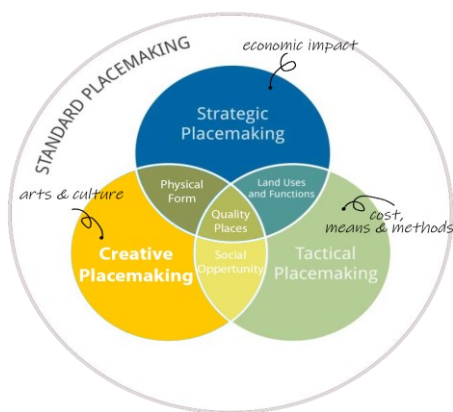 STANDARD PLACEMAKING
economic impact
Strategic
Placemaking
arts & culture
Physical
Form
Land Uses
and Functions
Quality
Places
cost,
means & methods
Creative
Placemaking
Social
Opportunity
Tactical
Placemaking